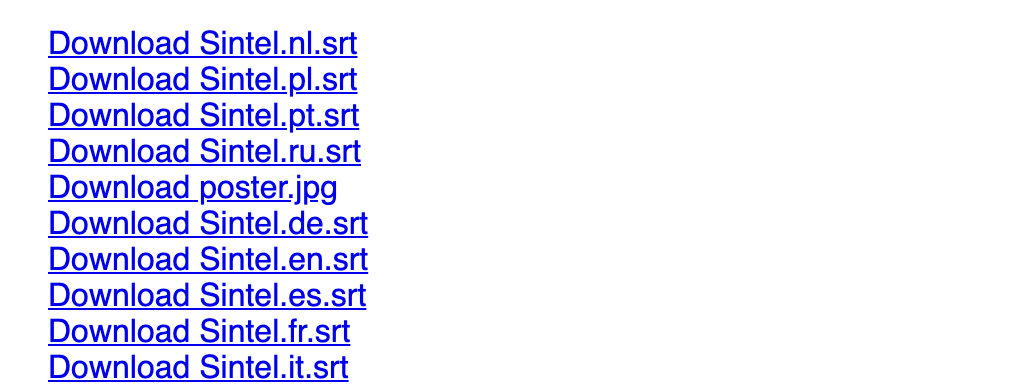 Download Sintel.nl.srt
Download Sintel.pl.srt
Download Sintel.pt.srt
Download Sintel.ru.srt
Download poster.jpg
Download Sintel.de.srt
Download Sintel.en.srt
Download Sintel.es.srt
Download Sintel.fr.srt
Download Sintel.it.srt